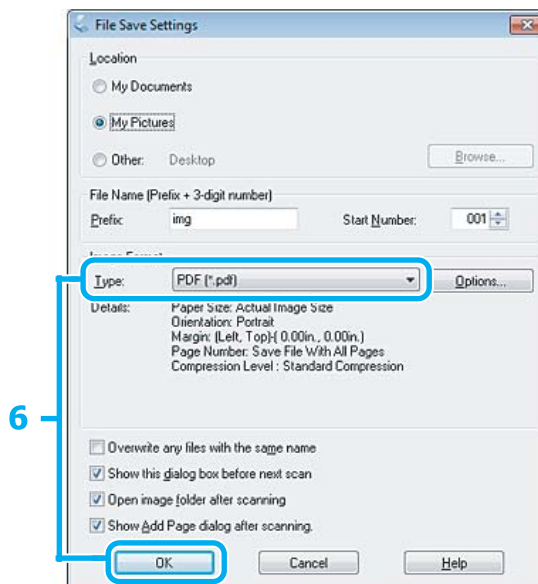 File Save Settings
Location
My Documents
My Pictures
Other: Desktop Browse...
File Name (Prefix + 3-digit number)
Prefix: img Start Number: 001
Image Format
Type: PDF (*.pdf) Options...
Details: Paper Size: Actual Image Size
Orientation: Portrait
Margin: (Left, Top)-( 0.00in., 0.00in.)
Page Number: Save File With All Pages
Compression Level : Standard Compression
6
Overwrite any files with the same name
Show this dialog box before next scan
Open image folder after scanning
Show Add Page dialog after scanning.
OK Cancel Help